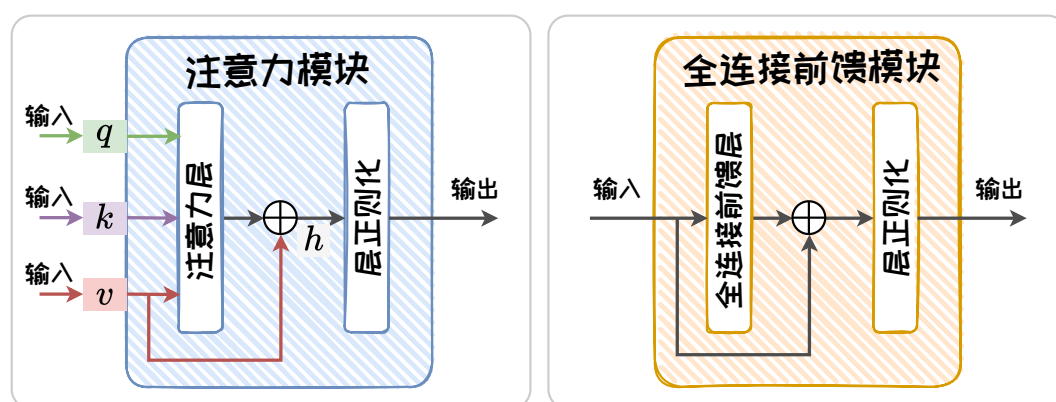 注意力模块
输入
q
输入
k
输入
v
注意力层
h
层正则化
输出
全连接前馈模块
输入
全连接前馈层
层正则化
输出